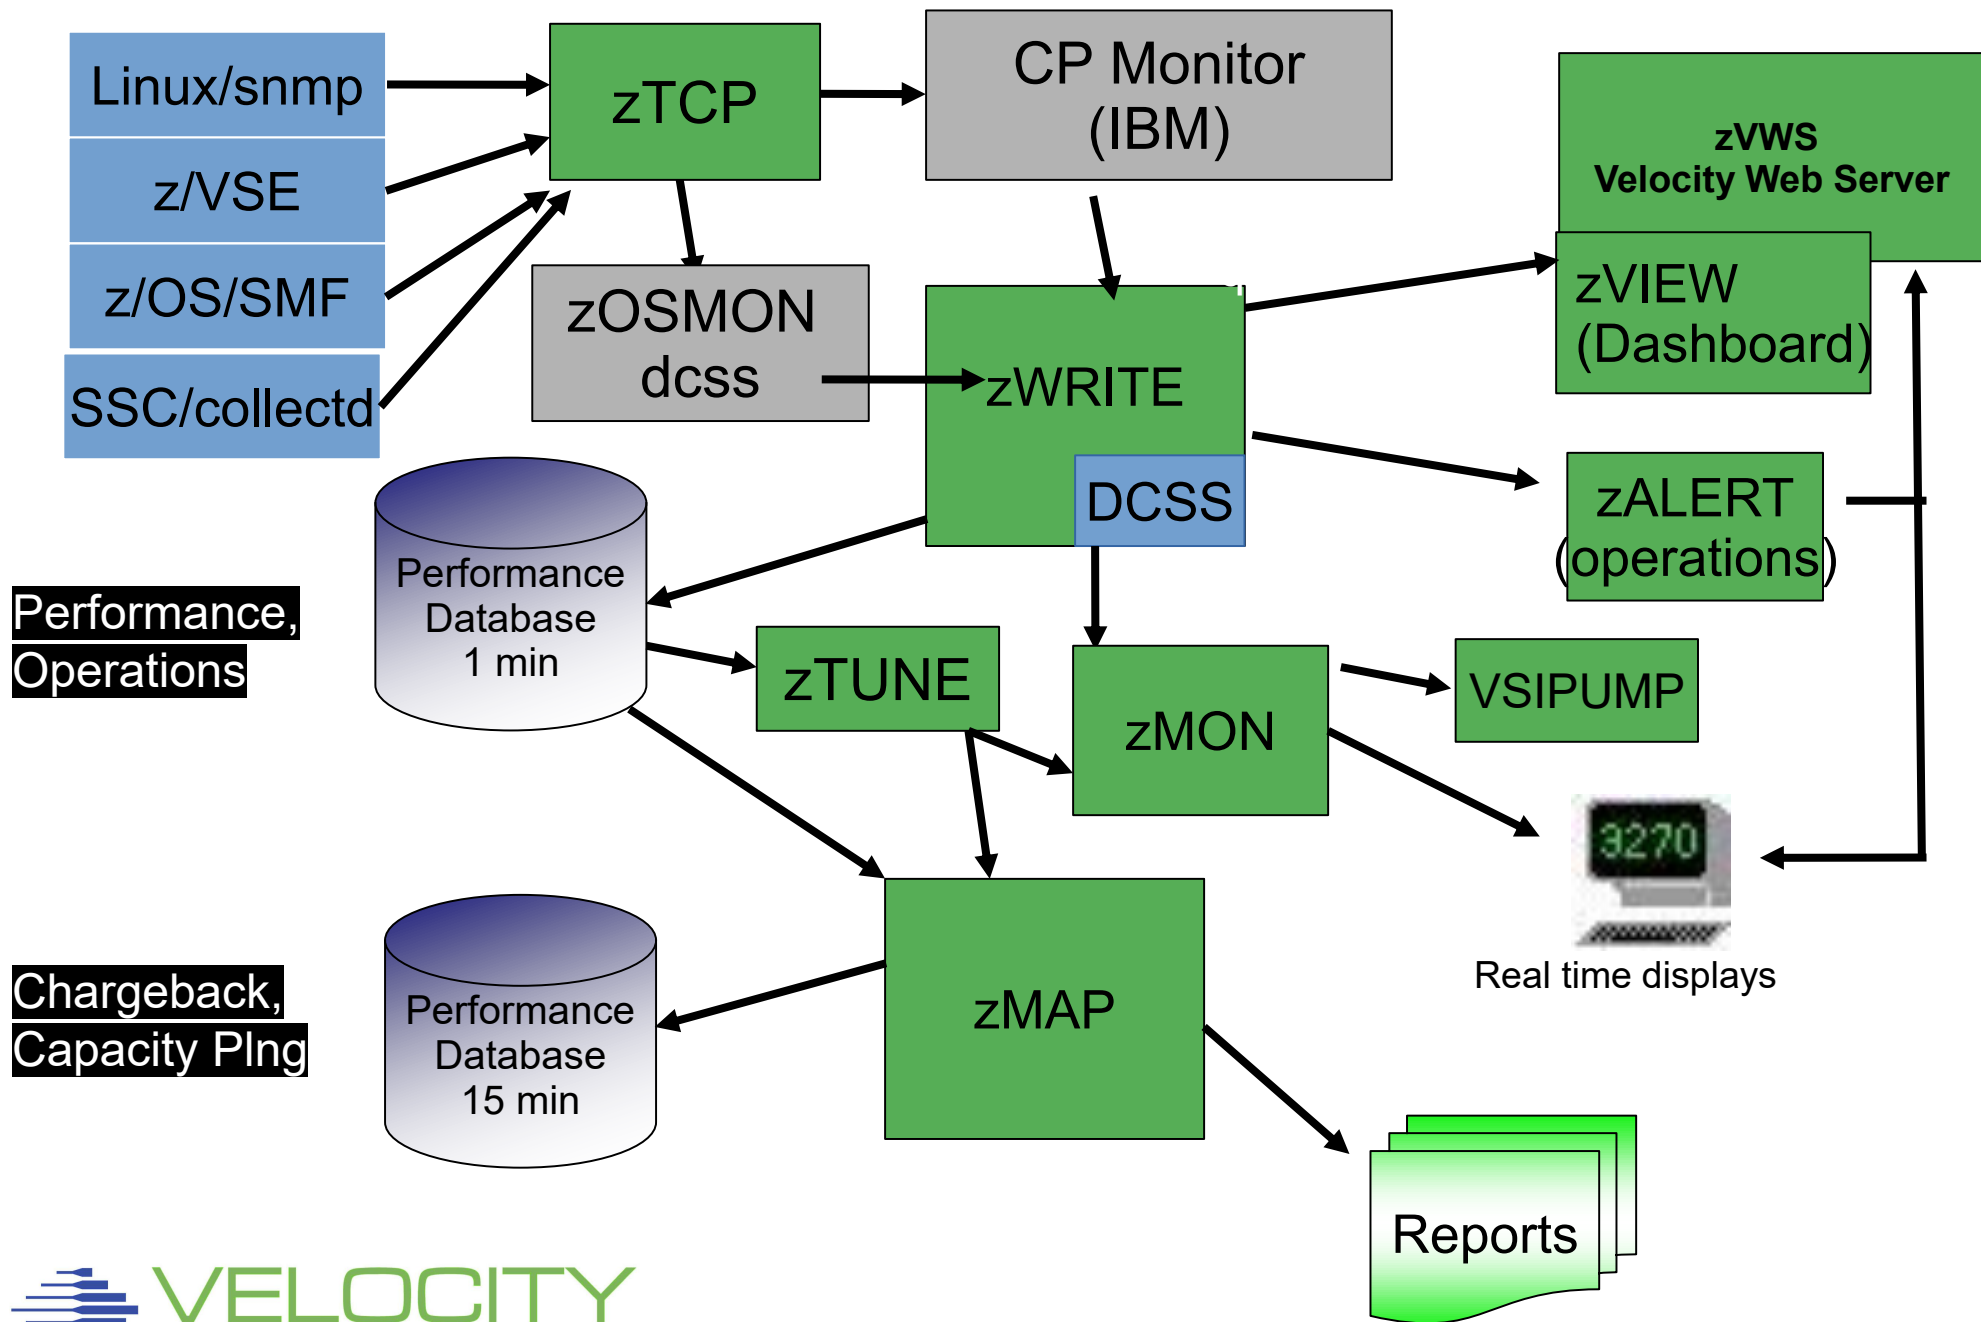 Linux/snmp
z/VSE
z/OS/SMF
SSC/collectd
zTCP
CP Monitor
(IBM)
zVWS
Velocity Web Server
zVIEW
(Dashboard)
zOSMON
dcss
zWRITE
DCSS
zALERT
(operations)
Performance
Database
1 min
Performance,
Operations
zTUNE
zMON
VSIPUMP
3270
Real time displays
Chargeback,
Capacity Plng
Performance
Database
15 min
zMAP
Reports
VELOCITY